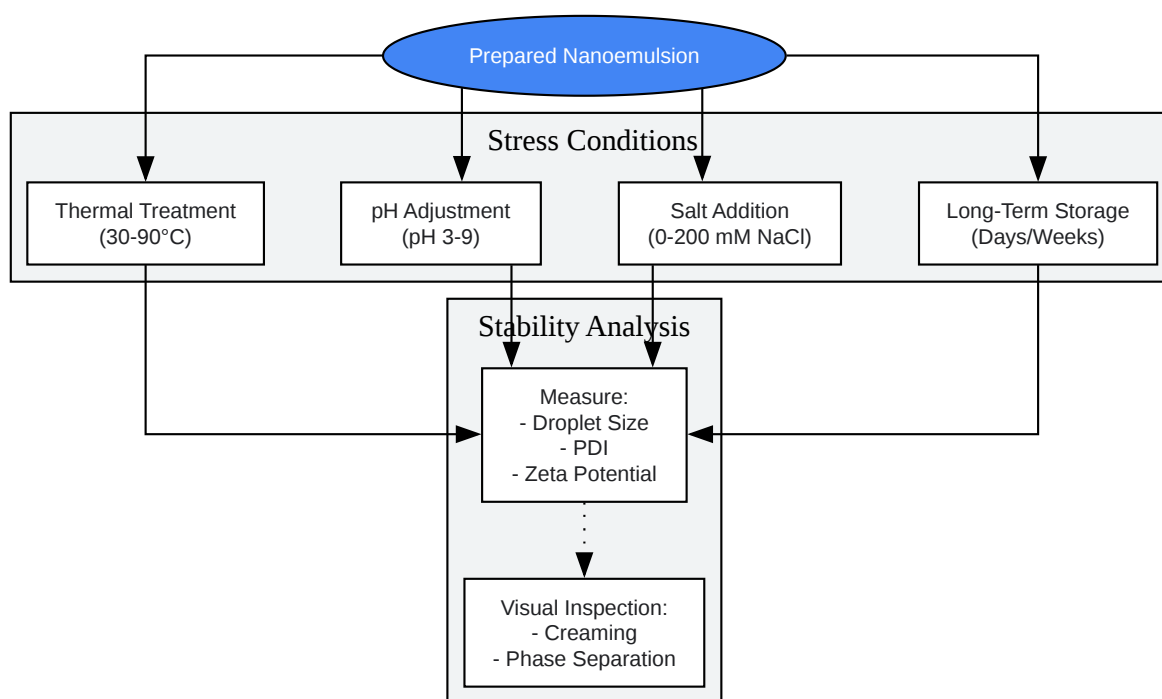 Prepared Nanoemulsion
Stress Conditions
Thermal Treatment
(30-90°C)
pH Adjustment
(pH 3-9)
Salt Addition
(0-200 mM NaCl)
Long-Term Storage
(Days/Weeks)
Stability Analysis
Measure:
- Droplet Size
- PDI
- Zeta Potential
Visual Inspection:
- Creaming
- Phase Separation